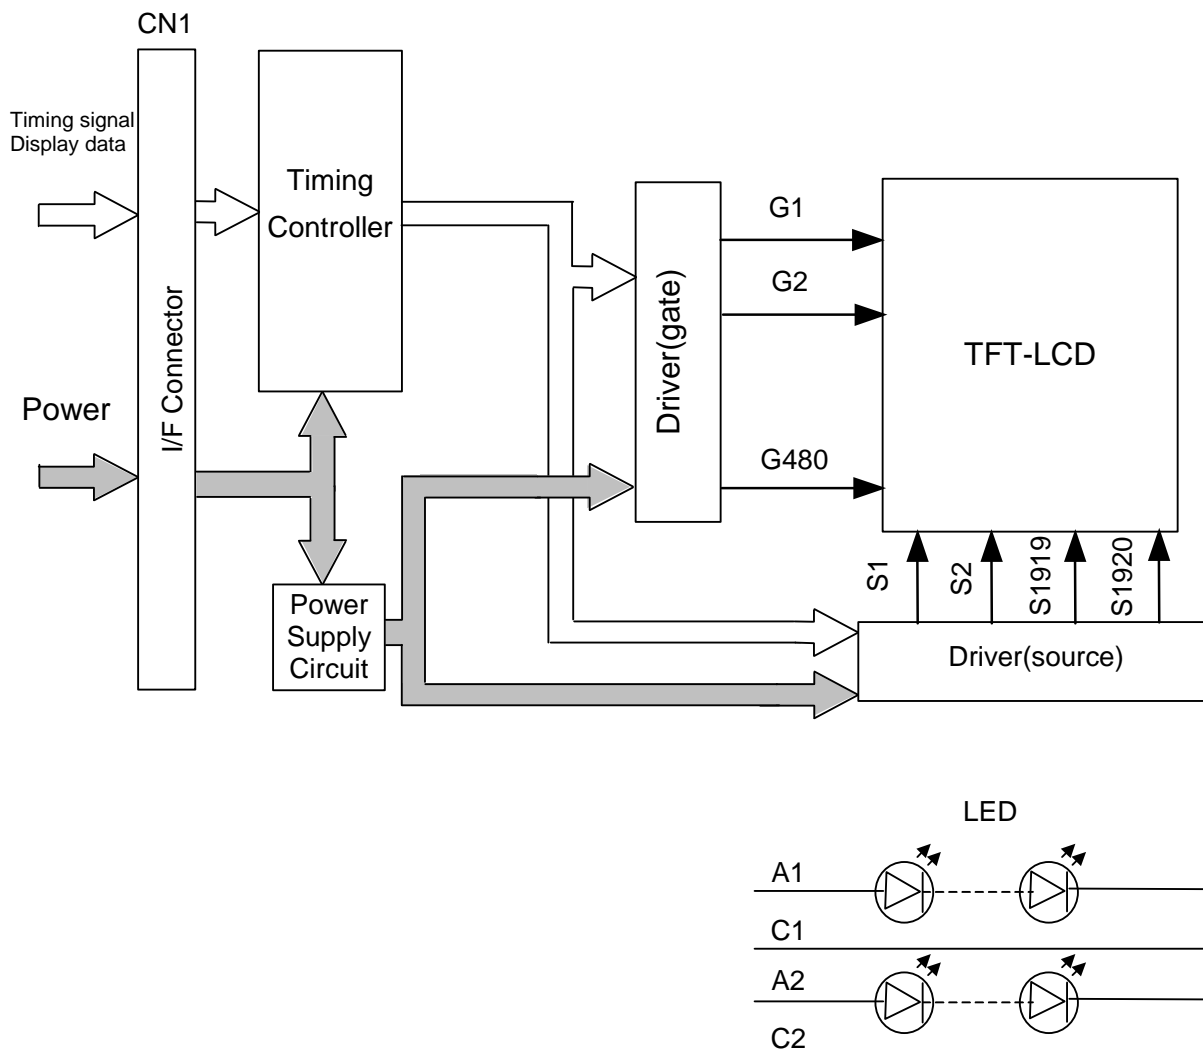 CN1
Timing signal
Display data
Timing
Controller
I/F Connector
Power
Driver(gate)
G1
G2
G480
TFT-LCD
S1
S2
S1919
S1920
Power
Supply
Circuit
Driver(source)
LED
A1
C1
A2
C2